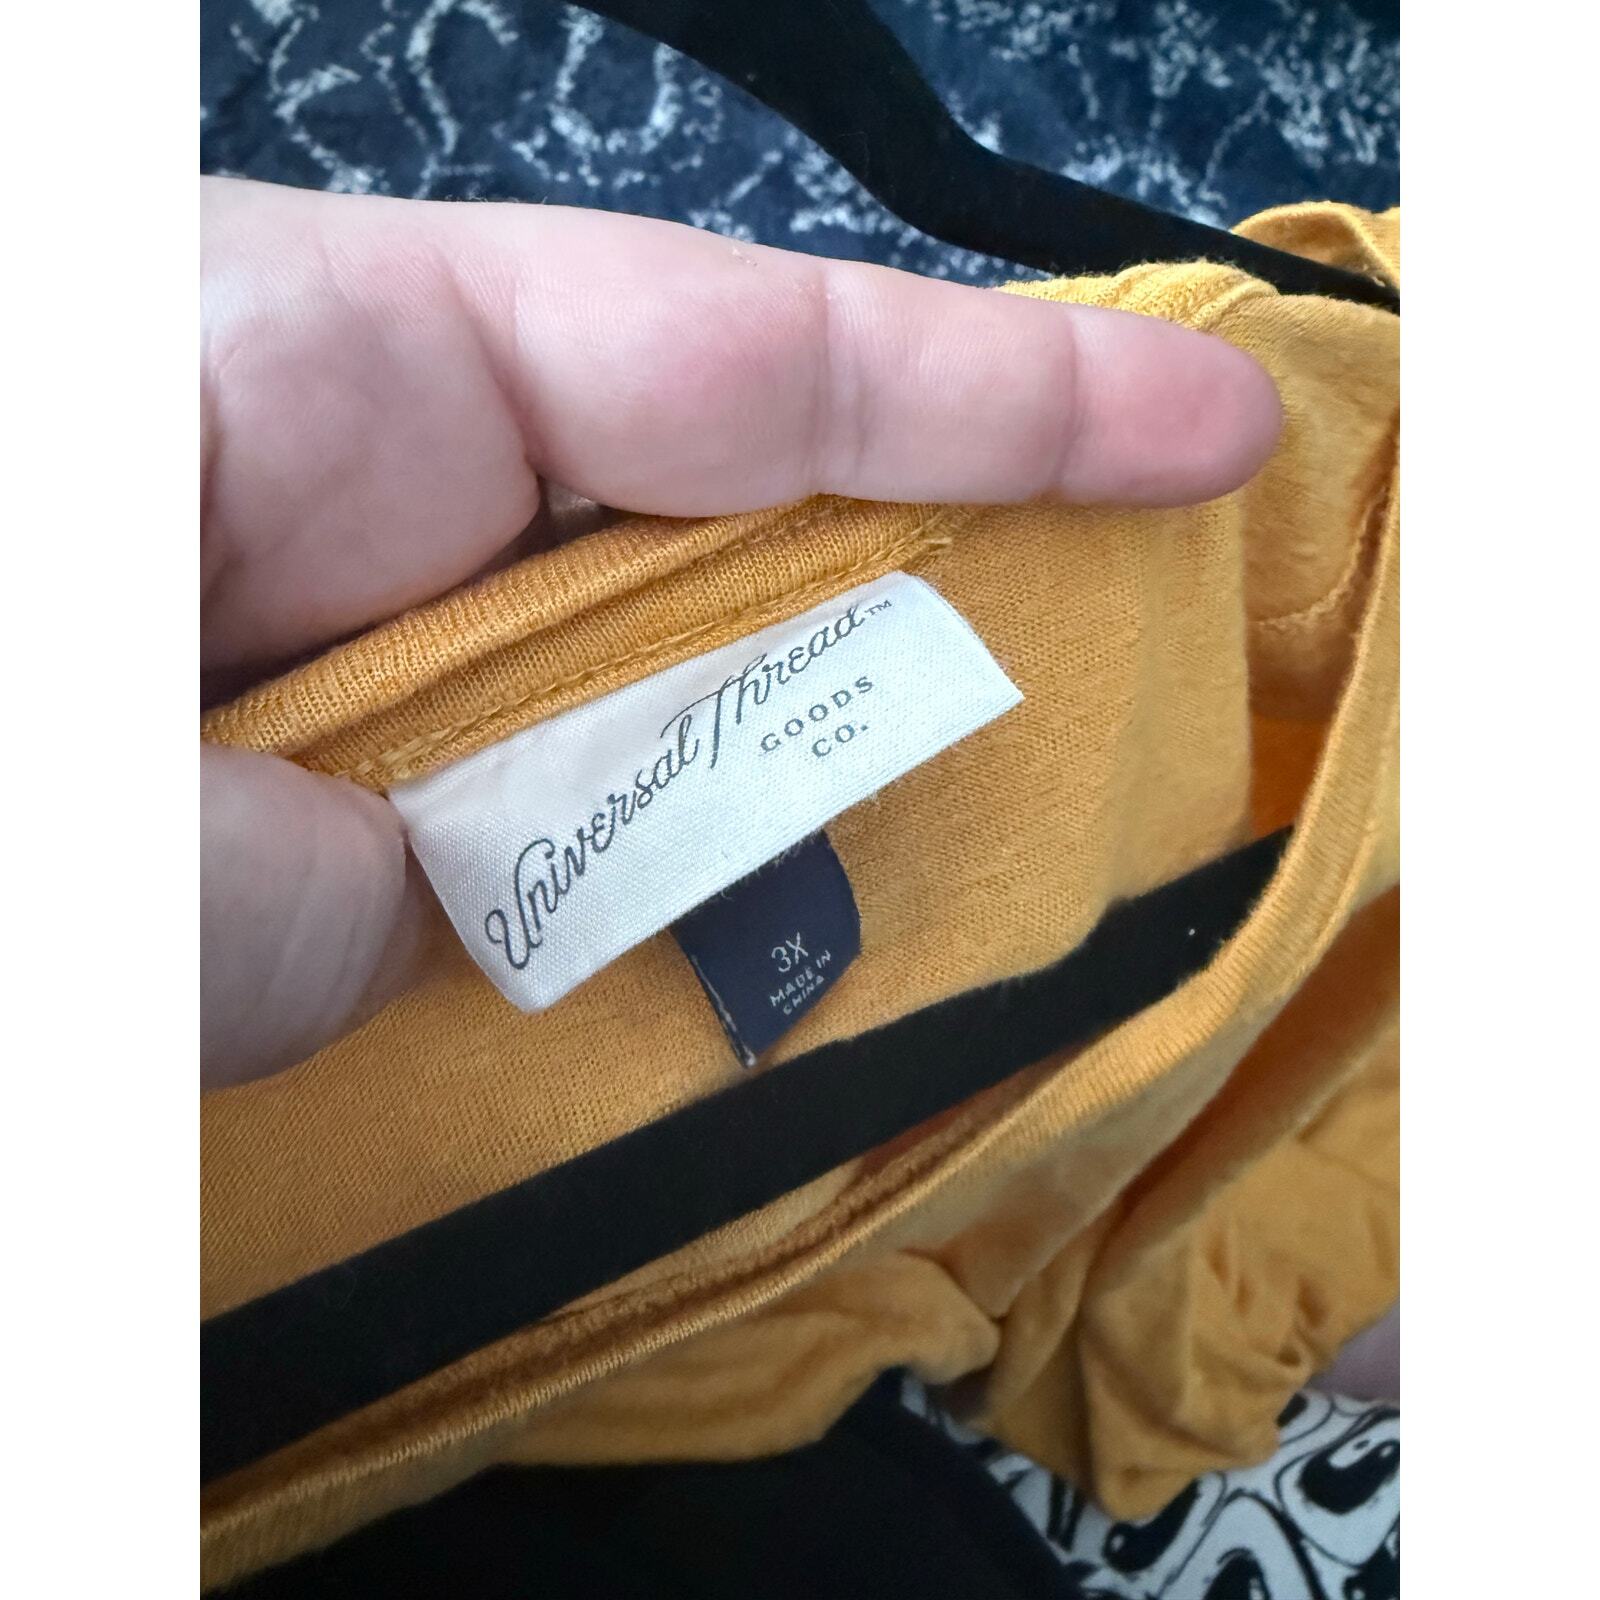 Universal Thread™
GOODS
CO.
3X
MADE IN
CHINA